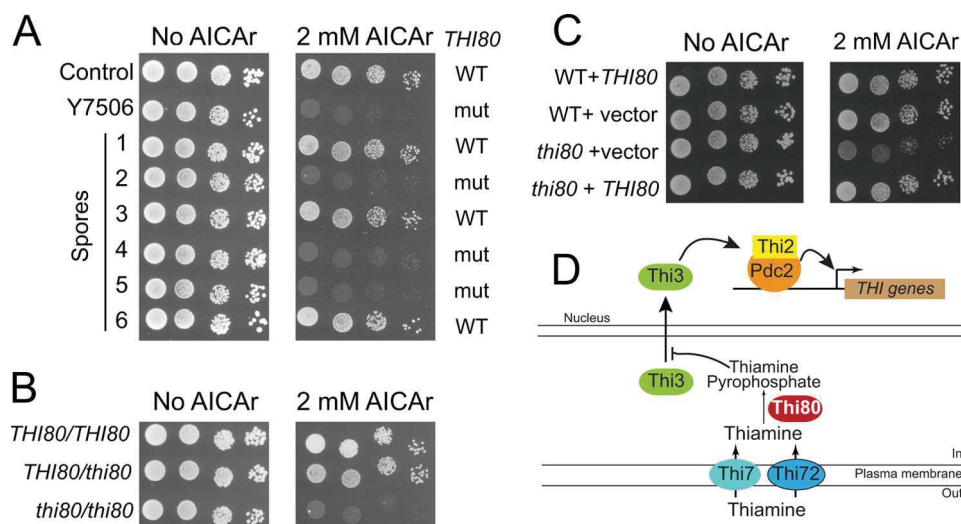 A
No AICAr
2 mM AICAr
THI80
Control
WT
Y7506
mut
Spores
1
WT
2
mut
3
WT
4
mut
5
mut
6
WT
B
No AICAr
2 mM AICAr
THI80/THI80
THI80/thi80
thi80/thi80
C
No AICAr
2 mM AICAr
WT+THI80
WT+ vector
thi80 +vector
thi80 + THI80
D
Thi3
Thi2
Pdc2
THI genes
Nucleus
Thi3
Thiamine
Pyrophosphate
Thi80
Thiamine
In
Thi7
Thi72
Plasma membrane
Out
Thiamine